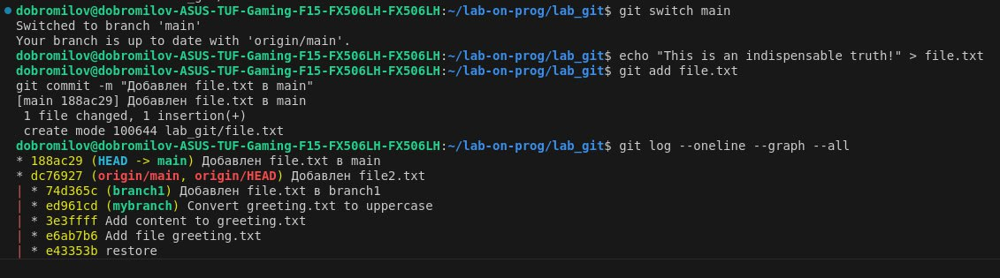 dobromilov@dobromilov-ASUS-TUF-Gaming-F15-FX506LH-FX506LH:~/lab-on-prog/lab_git$ git switch main
Switched to branch 'main'
Your branch is up to date with 'origin/main'.
dobromilov@dobromilov-ASUS-TUF-Gaming-F15-FX506LH-FX506LH:~/lab-on-prog/lab_git$ echo "This is an indispensable truth!" > file.txt
dobromilov@dobromilov-ASUS-TUF-Gaming-F15-FX506LH-FX506LH:~/lab-on-prog/lab_git$ git add file.txt
git commit -m "Добавлен file.txt в main"
[main 188ac29] Добавлен file.txt в main
 1 file changed, 1 insertion(+)
 create mode 100644 lab_git/file.txt
dobromilov@dobromilov-ASUS-TUF-Gaming-F15-FX506LH-FX506LH:~/lab-on-prog/lab_git$ git log --oneline --graph --all
* 188ac29 (HEAD -> main) Добавлен file.txt в main
* dc76927 (origin/main, origin/HEAD) Добавлен file2.txt
| * 74d365c (branch1) Добавлен file.txt в branch1
| * ed961cd (mybranch) Convert greeting.txt to uppercase
| * 3e3ffff Add content to greeting.txt
| * e6ab7b6 Add file greeting.txt
| * e43353b restore